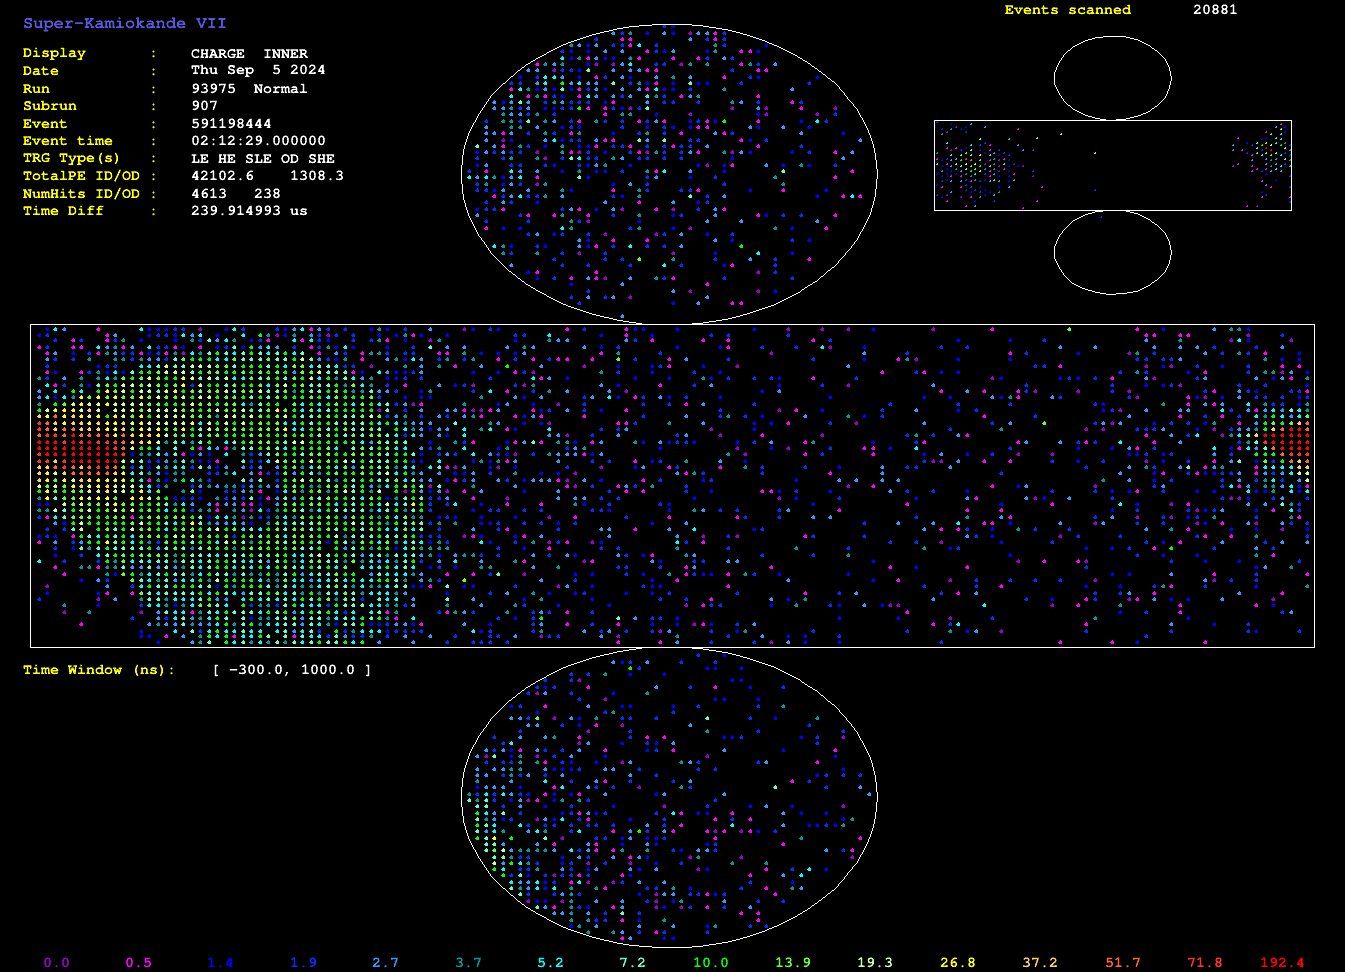 Super-Kamiokande VII
Events scanned 20881
Display : CHARGE INNER
Date : Thu Sep 5 2024
Run : 93975 Normal
Subrun : 907
Event : 591198444
Event time : 02:12:29.000000
TRG Type(s) : LE HE SLE OD SHE
TotalPE ID/OD : 42102.6 1308.3
NumHits ID/OD : 4613 238
Time Diff : 239.914993 us
Time Window (ns): [ -300.0, 1000.0 ]
0.0 0.5 1.4 1.9 2.7 3.7 5.2 7.2 10.0 13.9 19.3 26.8 37.2 51.7 71.8 192.4